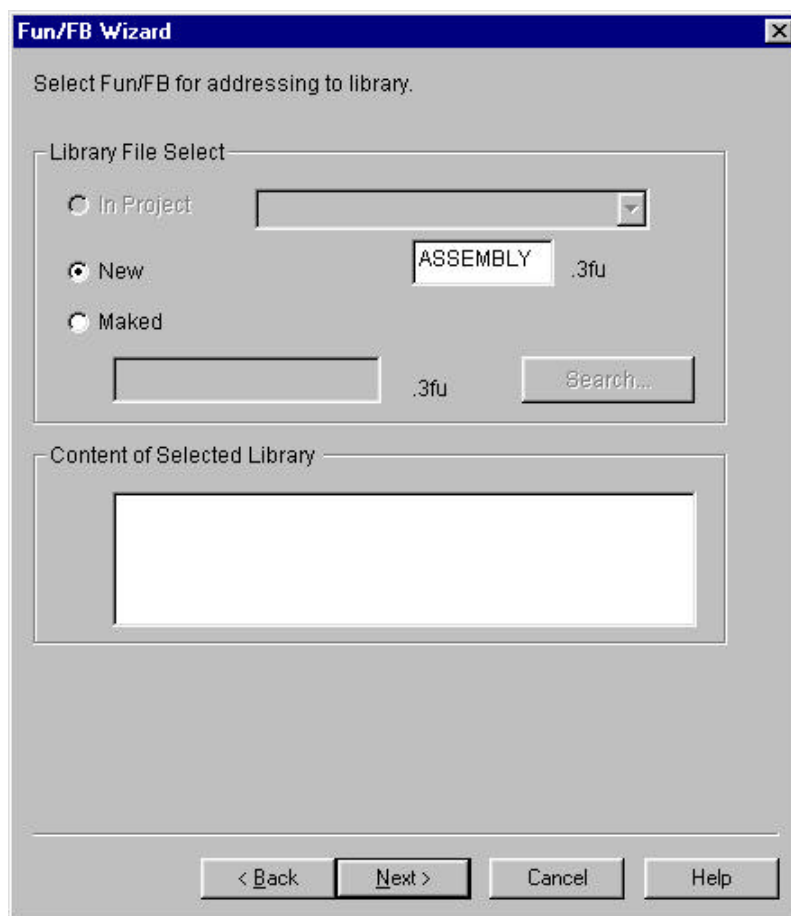 Fun/FB Wizard
Select Fun/FB for addressing to library.
Library File Select
In Project
New ASSEMBLY .3fu
Maked
.3fu Search...
Content of Selected Library
< Back Next > Cancel Help